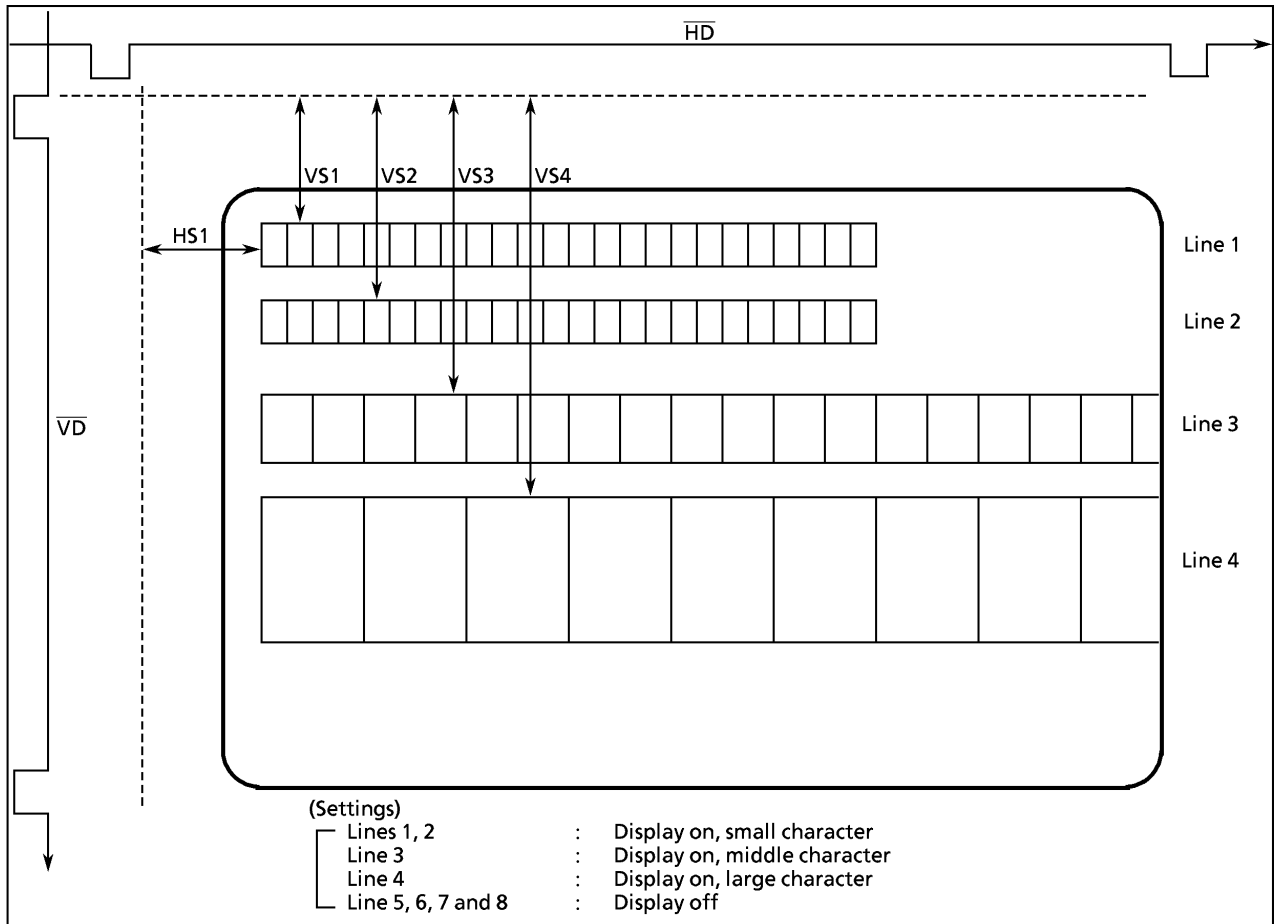 HD
VS1 VS2 VS3 VS4
HS1
Line 1
Line 2
Line 3
VD
Line 4
(Settings)
Lines 1, 2 : Display on, small character
Line 3 : Display on, middle character
Line 4 : Display on, large character
Line 5, 6, 7 and 8 : Display off